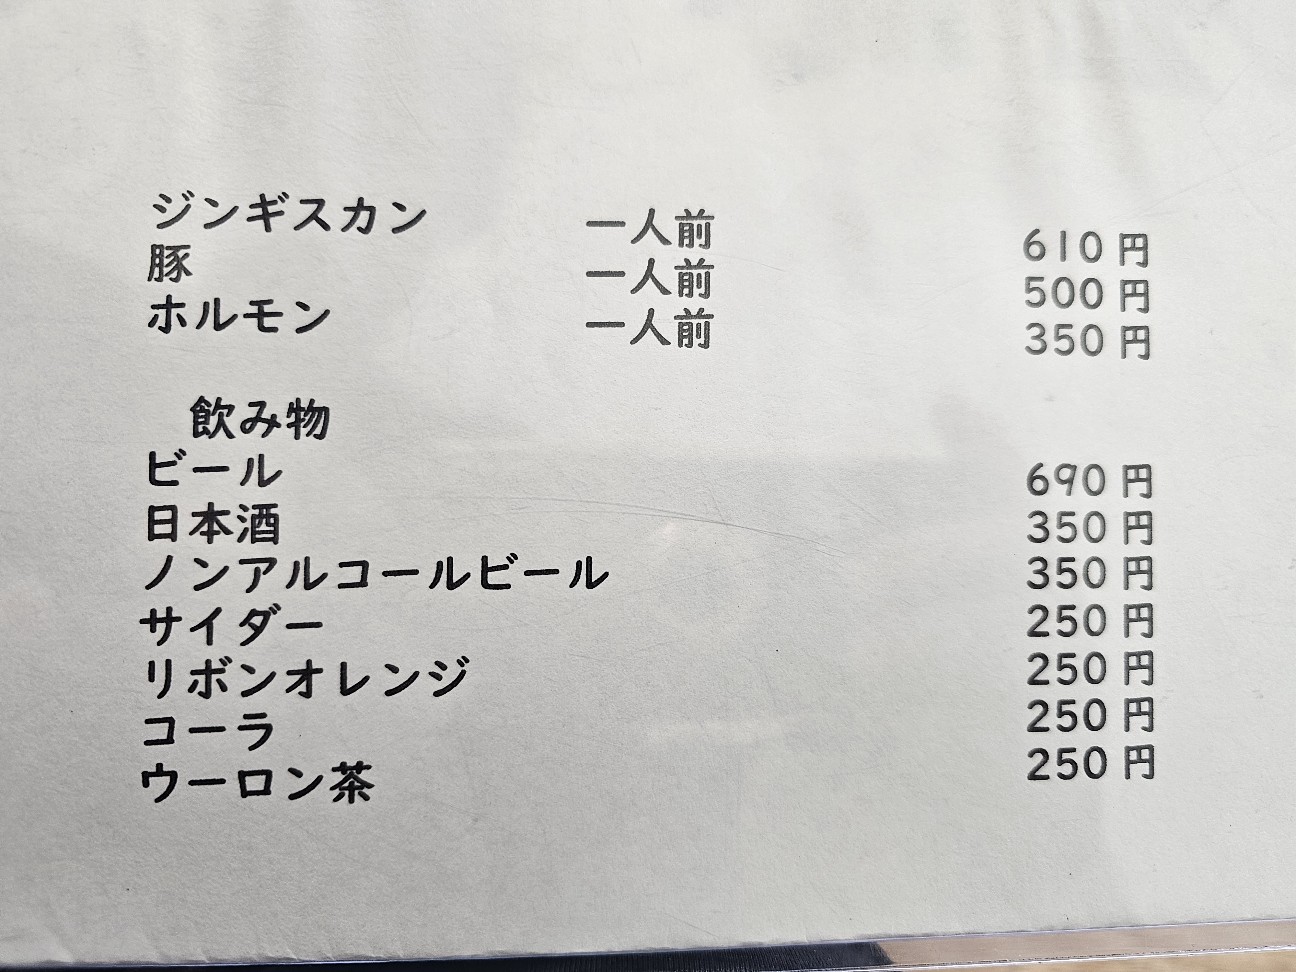 ジンギスカン 一人前 610円
豚 一人前 500円
ホルモン 一人前 350円
飲み物
ビール 690円
日本酒 350円
ノンアルコールビール 350円
サイダー 250円
リボンオレンジ 250円
コーラ 250円
ウーロン茶 250円